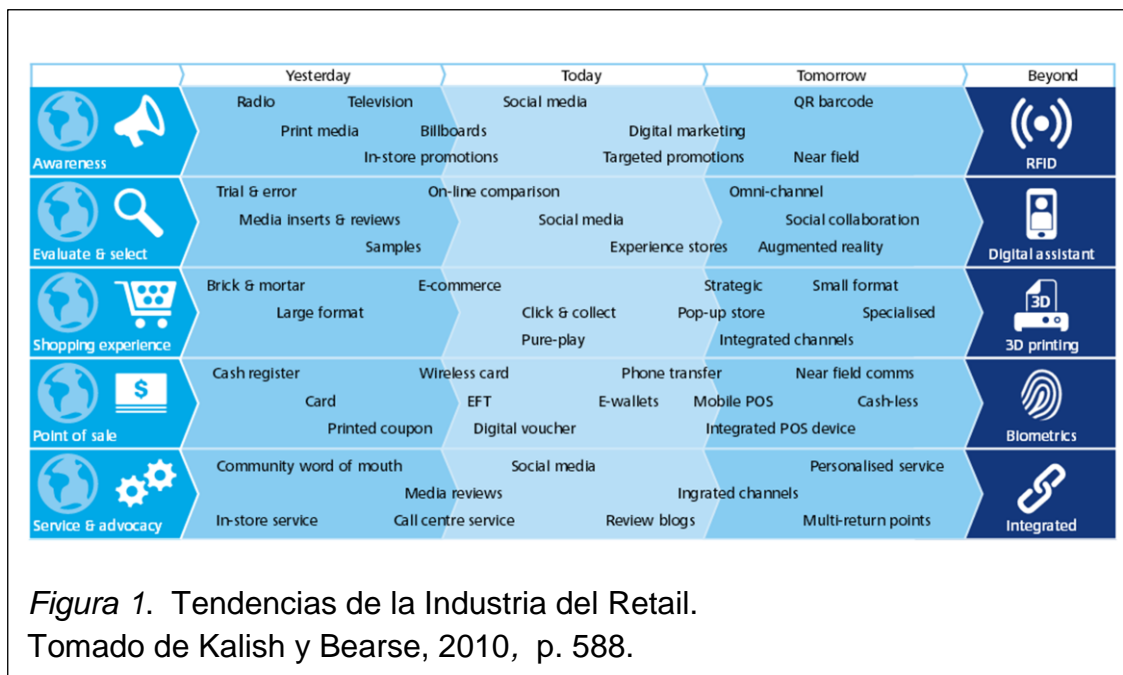 Yesterday Today Tomorrow Beyond
Radio Television Social media QR barcode
Print media Billboards Digital marketing
In-store promotions Targeted promotions Near field
Awareness RFID
Trial & error On-line comparison Omni-channel
Media inserts & reviews Social media Social collaboration
Samples Experience stores Augmented reality
Evaluate & select Digital assistant
Brick & mortar E-commerce Strategic Small format
Large format Click & collect Pop-up store Specialised
3D
Pure-play Integrated channels
Shopping experience 3D printing
Cash register Wireless card Phone transfer Near field comms
$
Card EFT E-wallets Mobile POS Cash-less
Printed coupon Digital voucher Integrated POS device
Point of sale Biometrics
Community word of mouth Social media Personalised service
Media reviews Ingrated channels
In-store service Call centre service Review blogs Multi-return points
Service & advocacy Integrated
Figura 1. Tendencias de la Industria del Retail.
Tomado de Kalish y Bearse, 2010, p. 588.